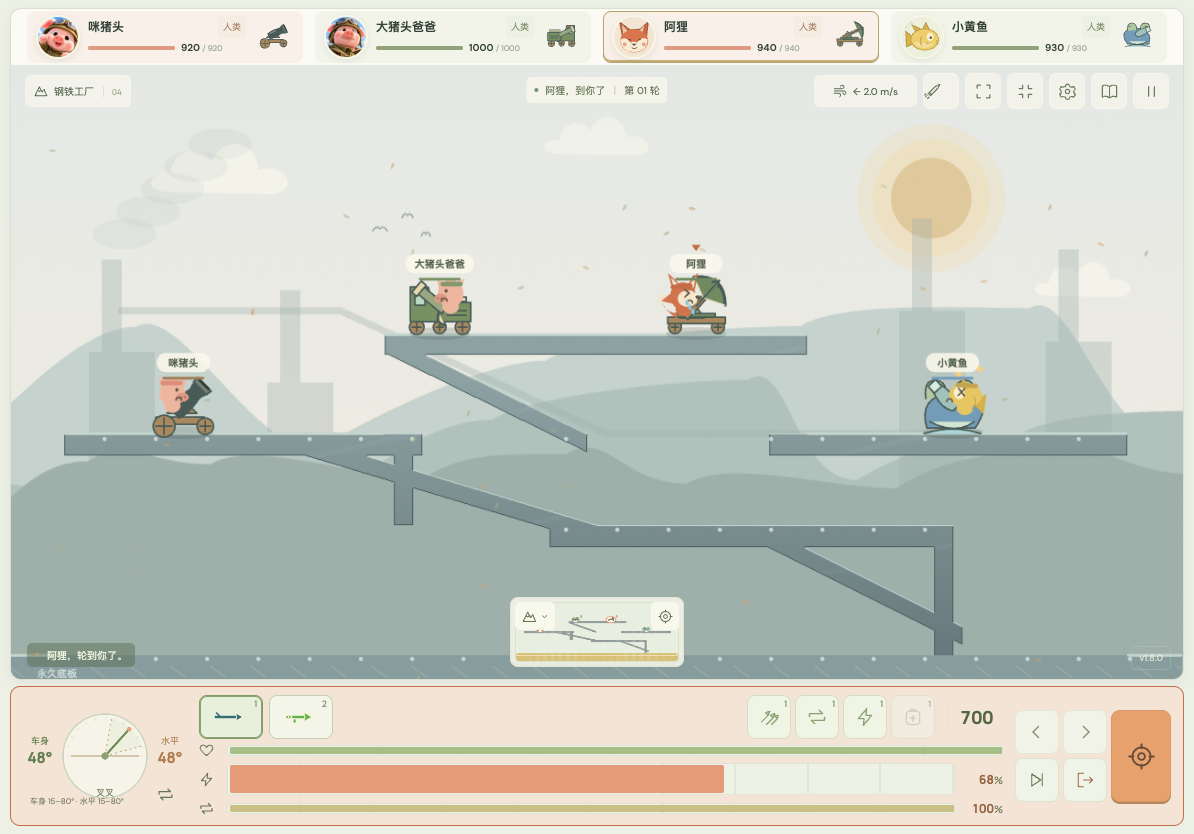 咪猪头
人类
920 / 920
大猪头爸爸
人类
1000 / 1000
阿狸
人类
940 / 940
小黄鱼
人类
930 / 930
钢铁工厂 04
阿狸，到你了 第 01 轮
← 2.0 m/s
大猪头爸爸
阿狸
咪猪头
小黄鱼
阿狸，轮到你了。
永久底板
v1.8.0
车身
48°
水平
48°
叉叉
车身 15–80° · 水平 15–80°
1
2
1
1
1
1
700
68%
100%